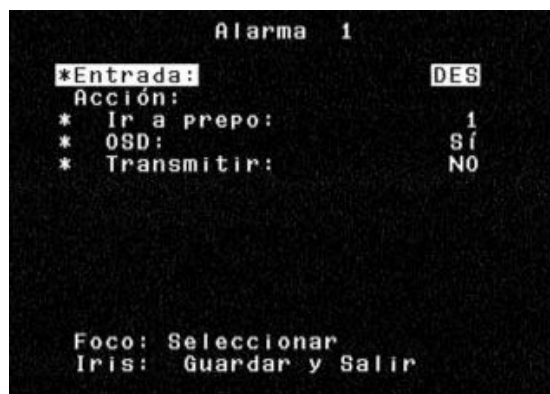 Alarma 1
*Entrada: DES
Acción:
* Ir a prepo: 1
* OSD: SÍ
* Transmitir: NO
Foco: Seleccionar
Iris: Guardar y Salir